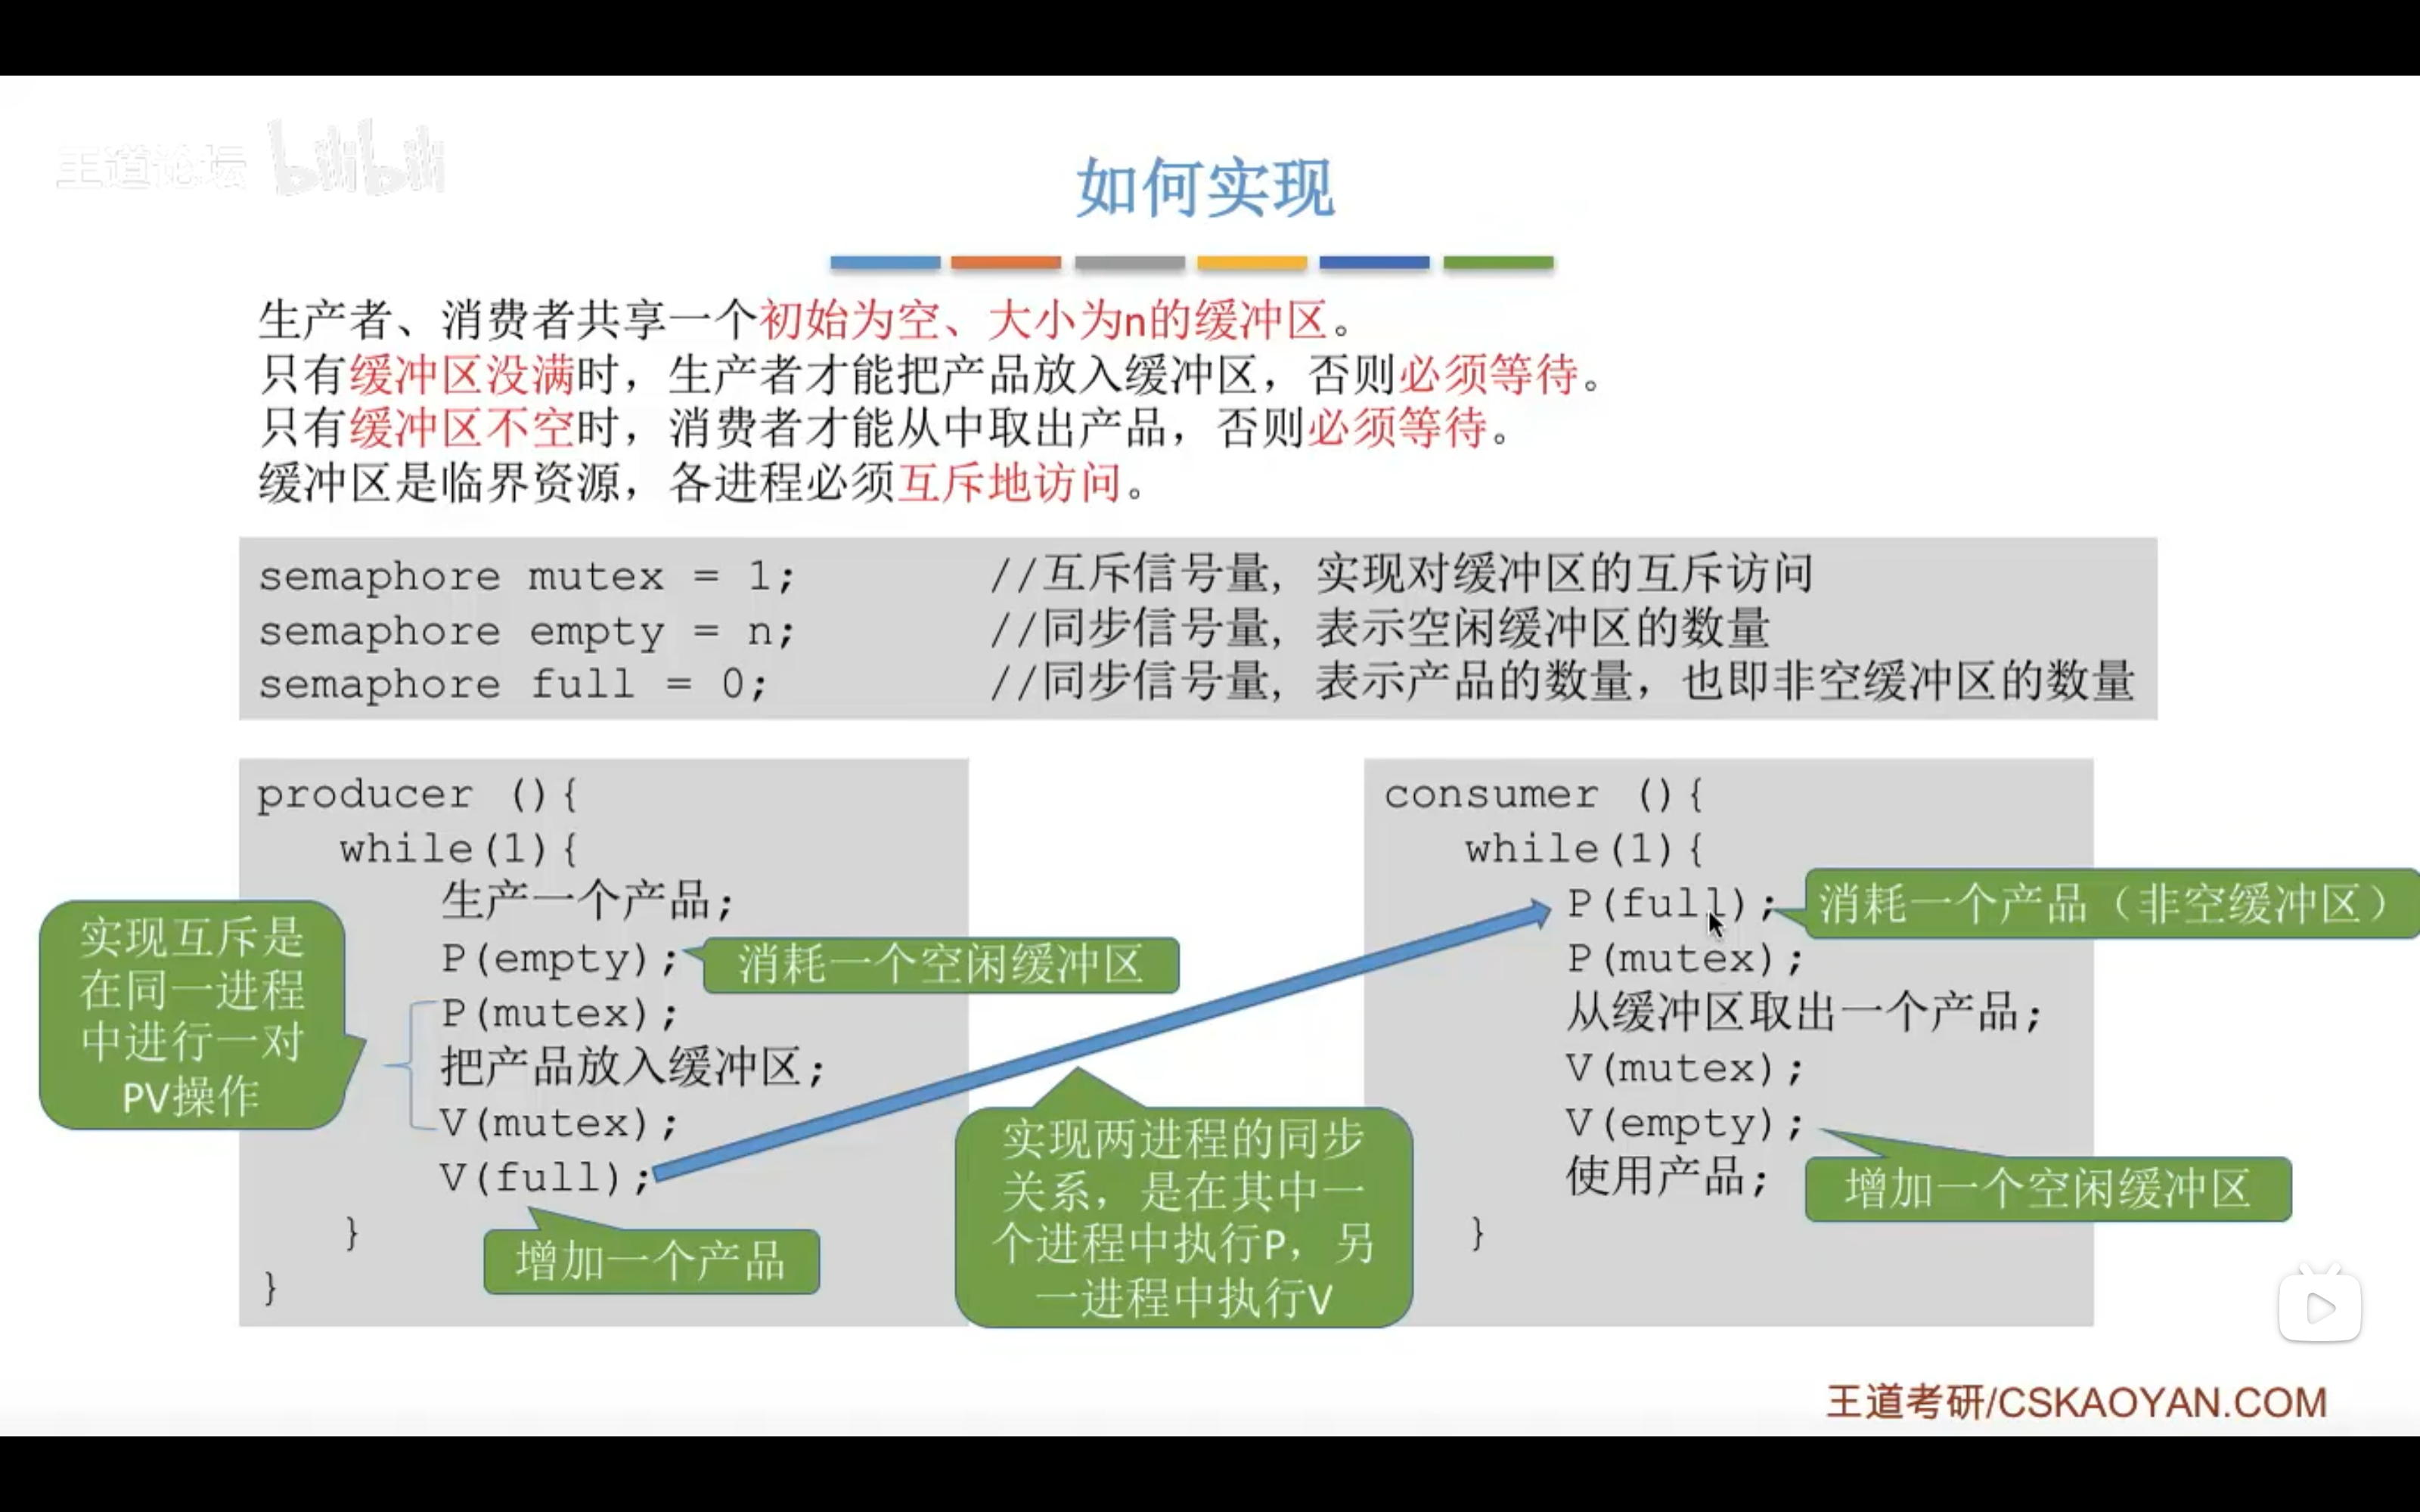 王道论坛 bilibili
如何实现
生产者、消费者共享一个初始为空、大小为n的缓冲区。
只有缓冲区没满时，生产者才能把产品放入缓冲区，否则必须等待。
只有缓冲区不空时，消费者才能从中取出产品，否则必须等待。
缓冲区是临界资源，各进程必须互斥地访问。
semaphore mutex = 1; //互斥信号量，实现对缓冲区的互斥访问
semaphore empty = n; //同步信号量，表示空闲缓冲区的数量
semaphore full = 0; //同步信号量，表示产品的数量，也即非空缓冲区的数量
producer (){
while(1){
生产一个产品;
P(empty);
P(mutex);
把产品放入缓冲区;
V(mutex);
V(full);
}
}
实现互斥是
在同一进程
中进行一对
PV操作
消耗一个空闲缓冲区
增加一个产品
实现两进程的同步
关系，是在其中一
个进程中执行P，另
一进程中执行V
consumer (){
while(1){
P(full);
P(mutex);
从缓冲区取出一个产品;
V(mutex);
V(empty);
使用产品;
}
消耗一个产品（非空缓冲区）
增加一个空闲缓冲区
王道考研/CSKAOYAN.COM